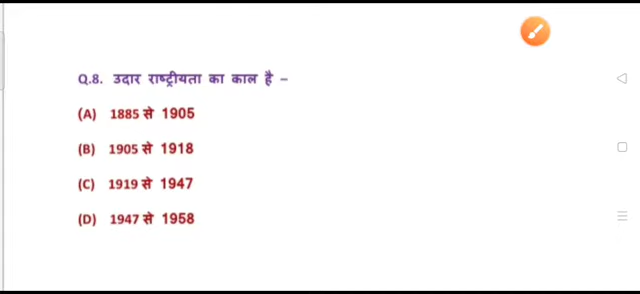 Q.8. उदार राष्ट्रीयता का काल है –
(A) 1885 से 1905
(B) 1905 से 1918
(C) 1919 से 1947
(D) 1947 से 1958